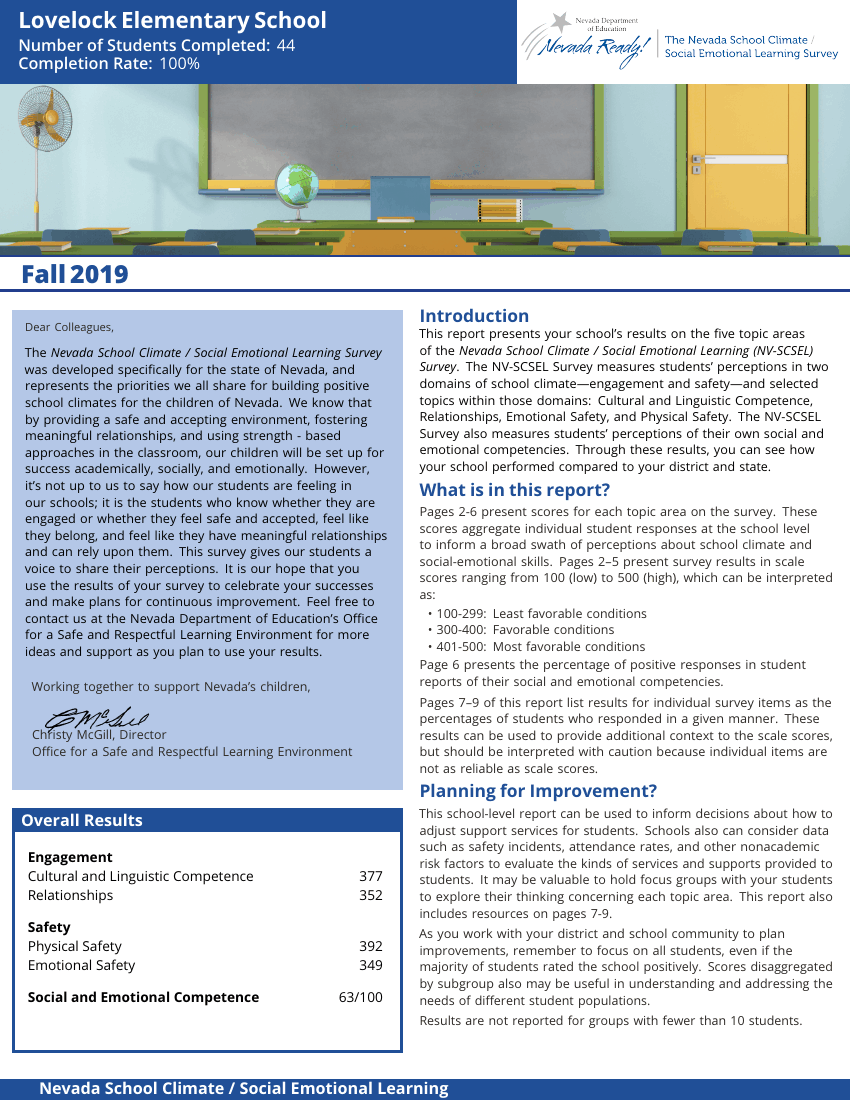 Lovelock Elementary School
Number of Students Completed: 44
Completion Rate: 100%
Nevada Department
of Education
Nevada Ready!
The Nevada School Climate /
Social Emotional Learning Survey
Fall 2019
Dear Colleagues,
The Nevada School Climate / Social Emotional Learning Survey
was developed specifically for the state of Nevada, and
represents the priorities we all share for building positive
school climates for the children of Nevada. We know that
by providing a safe and accepting environment, fostering
meaningful relationships, and using strength - based
approaches in the classroom, our children will be set up for
success academically, socially, and emotionally. However,
it's not up to us to say how our students are feeling in
our schools; it is the students who know whether they are
engaged or whether they feel safe and accepted, feel like
they belong, and feel like they have meaningful relationships
and can rely upon them. This survey gives our students a
voice to share their perceptions. It is our hope that you
use the results of your survey to celebrate your successes
and make plans for continuous improvement. Feel free to
contact us at the Nevada Department of Education's Office
for a Safe and Respectful Learning Environment for more
ideas and support as you plan to use your results.
Working together to support Nevada's children,
Christy McGill, Director
Office for a Safe and Respectful Learning Environment
Overall Results
Engagement
Cultural and Linguistic Competence 377
Relationships 352
Safety
Physical Safety 392
Emotional Safety 349
Social and Emotional Competence 63/100
Introduction
This report presents your school's results on the five topic areas
of the Nevada School Climate / Social Emotional Learning (NV-SCSEL)
Survey. The NV-SCSEL Survey measures students' perceptions in two
domains of school climate—engagement and safety—and selected
topics within those domains: Cultural and Linguistic Competence,
Relationships, Emotional Safety, and Physical Safety. The NV-SCSEL
Survey also measures students' perceptions of their own social and
emotional competencies. Through these results, you can see how
your school performed compared to your district and state.
What is in this report?
Pages 2-6 present scores for each topic area on the survey. These
scores aggregate individual student responses at the school level
to inform a broad swath of perceptions about school climate and
social-emotional skills. Pages 2–5 present survey results in scale
scores ranging from 100 (low) to 500 (high), which can be interpreted
as:
• 100-299: Least favorable conditions
• 300-400: Favorable conditions
• 401-500: Most favorable conditions
Page 6 presents the percentage of positive responses in student
reports of their social and emotional competencies.
Pages 7–9 of this report list results for individual survey items as the
percentages of students who responded in a given manner. These
results can be used to provide additional context to the scale scores,
but should be interpreted with caution because individual items are
not as reliable as scale scores.
Planning for Improvement?
This school-level report can be used to inform decisions about how to
adjust support services for students. Schools also can consider data
such as safety incidents, attendance rates, and other nonacademic
risk factors to evaluate the kinds of services and supports provided to
students. It may be valuable to hold focus groups with your students
to explore their thinking concerning each topic area. This report also
includes resources on pages 7-9.
As you work with your district and school community to plan
improvements, remember to focus on all students, even if the
majority of students rated the school positively. Scores disaggregated
by subgroup also may be useful in understanding and addressing the
needs of different student populations.
Results are not reported for groups with fewer than 10 students.
Nevada School Climate / Social Emotional Learning